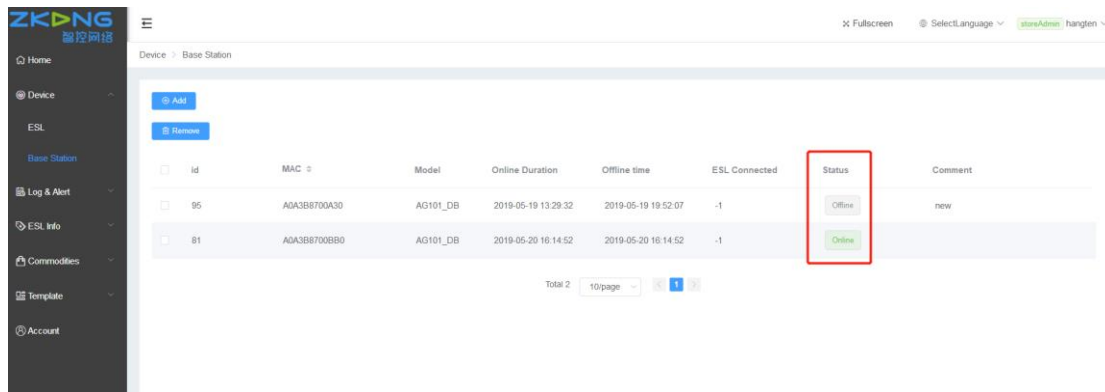 ZKDNG
智控网络
Fullscreen
SelectLanguage
storeAdmin hangten
Device > Base Station
Home
Device
ESL
Base Station
Log & Alert
ESL Info
Commodities
Template
Account
Add
Remove
id MAC Model Online Duration Offline time ESL Connected Status Comment
95 A0A3B8700A30 AG101_DB 2019-05-19 13:29:32 2019-05-19 19:52:07 -1 Offline new
81 A0A3B8700BB0 AG101_DB 2019-05-20 16:14:52 2019-05-20 16:14:52 -1 Online
Total 2 10/page < 1 >